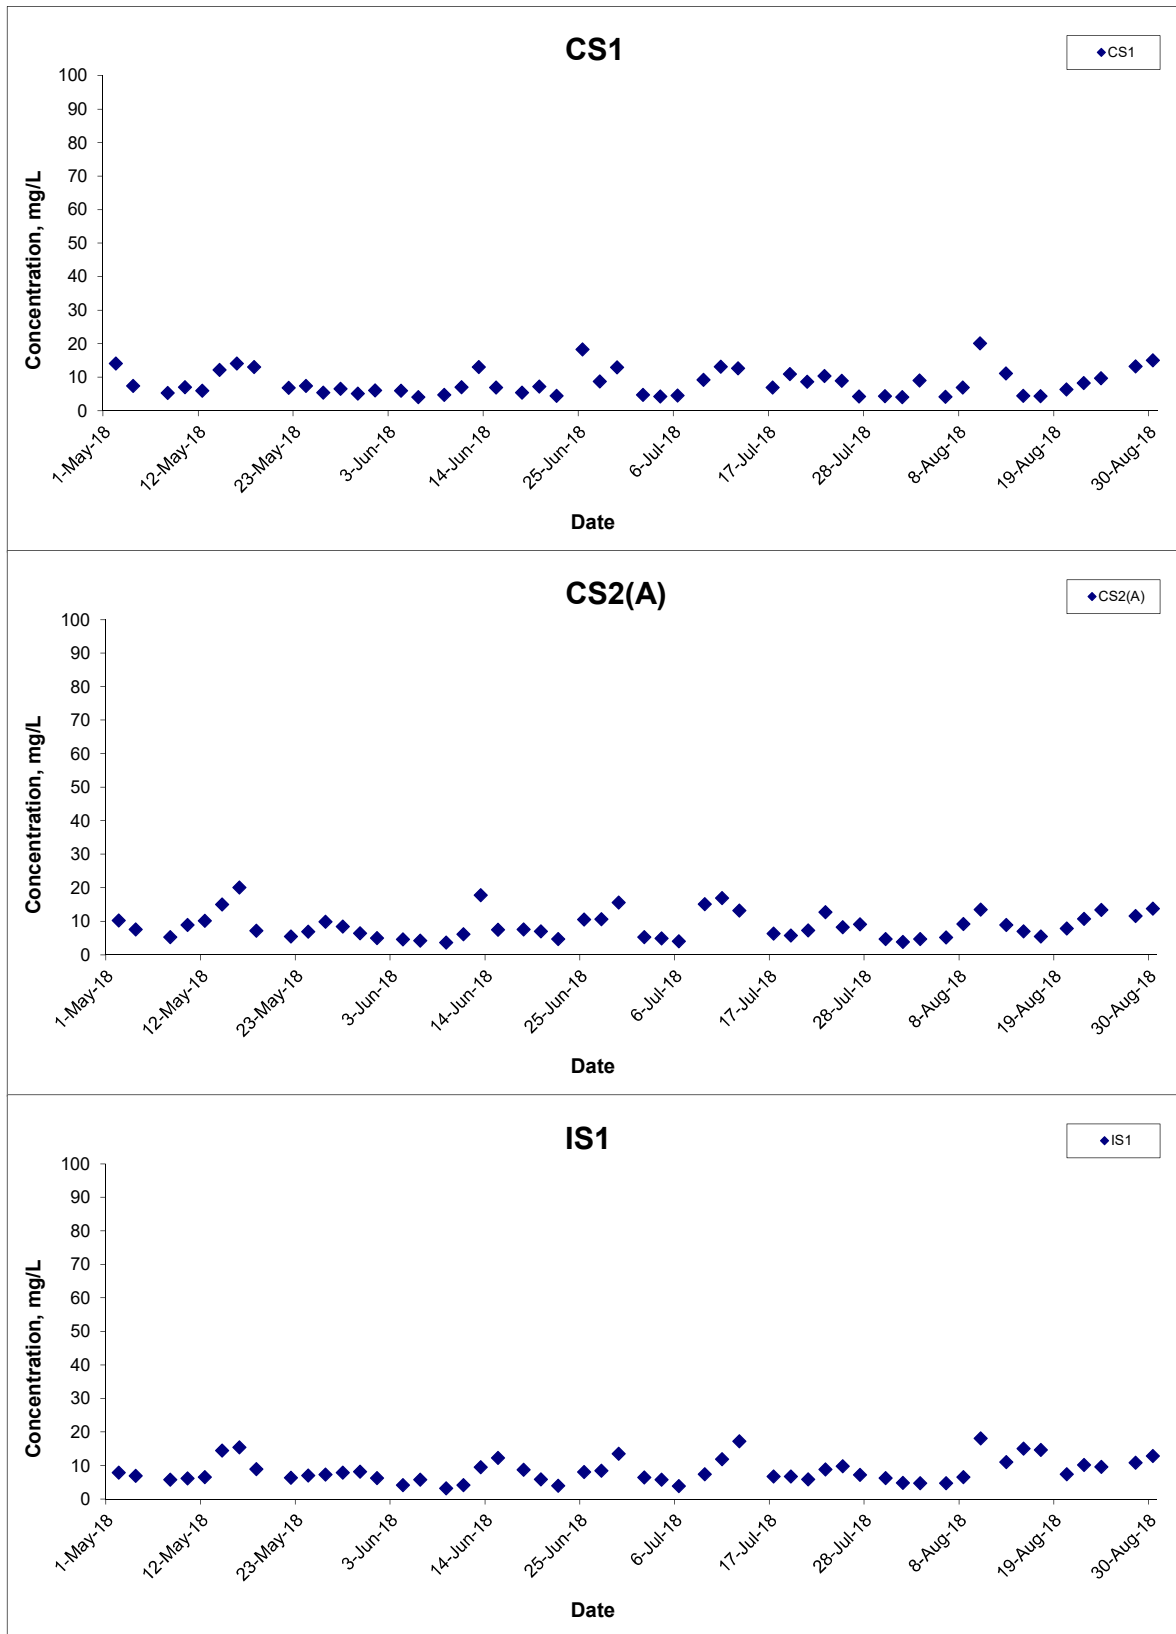 CS1
CS1
Concentration, mg/L
100
90
80
70
60
50
40
30
20
10
0
1-May-18
12-May-18
23-May-18
3-Jun-18
14-Jun-18
25-Jun-18
6-Jul-18
17-Jul-18
28-Jul-18
8-Aug-18
19-Aug-18
30-Aug-18
Date
CS2(A)
CS2(A)
Concentration, mg/L
100
90
80
70
60
50
40
30
20
10
0
1-May-18
12-May-18
23-May-18
3-Jun-18
14-Jun-18
25-Jun-18
6-Jul-18
17-Jul-18
28-Jul-18
8-Aug-18
19-Aug-18
30-Aug-18
Date
IS1
IS1
Concentration, mg/L
100
90
80
70
60
50
40
30
20
10
0
1-May-18
12-May-18
23-May-18
3-Jun-18
14-Jun-18
25-Jun-18
6-Jul-18
17-Jul-18
28-Jul-18
8-Aug-18
19-Aug-18
30-Aug-18
Date